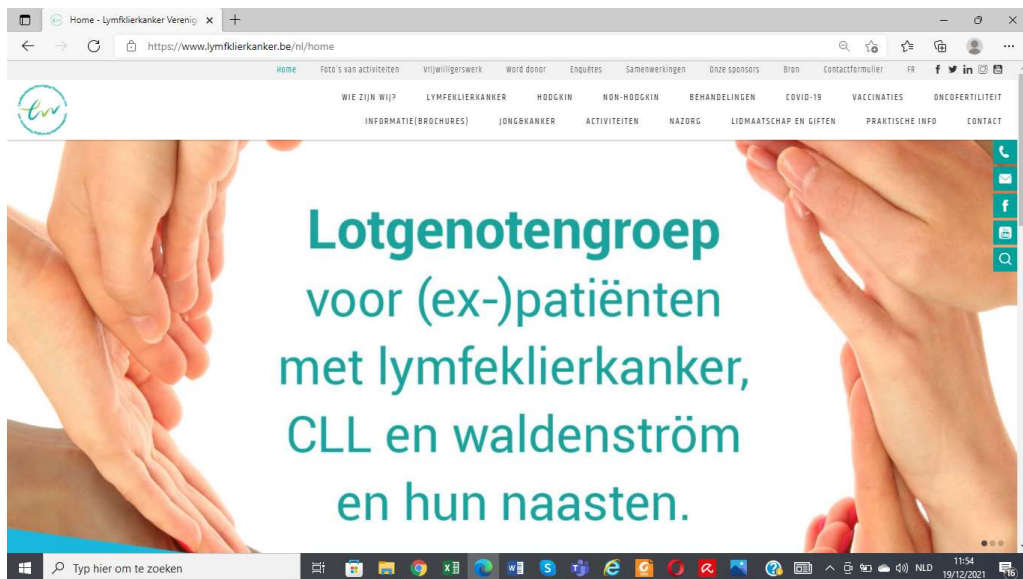 Home - Lymfklierkanker Verenig
https://www.lymfklierkanker.be/nl/home
Home Foto's van activiteiten Vrijwilligerswerk Word donor Enquêtes Samenwerkingen Onze sponsors Bron Contactformulier FR
lvv
WIE ZIJN WIJ? LYMFEKLIERKANKER HODGKIN NON-HODGKIN BEHANDELINGEN COVID-19 VACCINATIES ONCOFERTILITEIT
INFORMATIE(BROCHURES) JONG&KANKER ACTIVITEITEN NAZORG LIDMAATSCHAP EN GIFTEN PRAKTISCHE INFO CONTACT
Lotgenotengroep
voor (ex-)patiënten
met lymfeklierkanker,
CLL en waldenström
en hun naasten.
Typ hier om te zoeken
NLD
11:54
19/12/2021
16